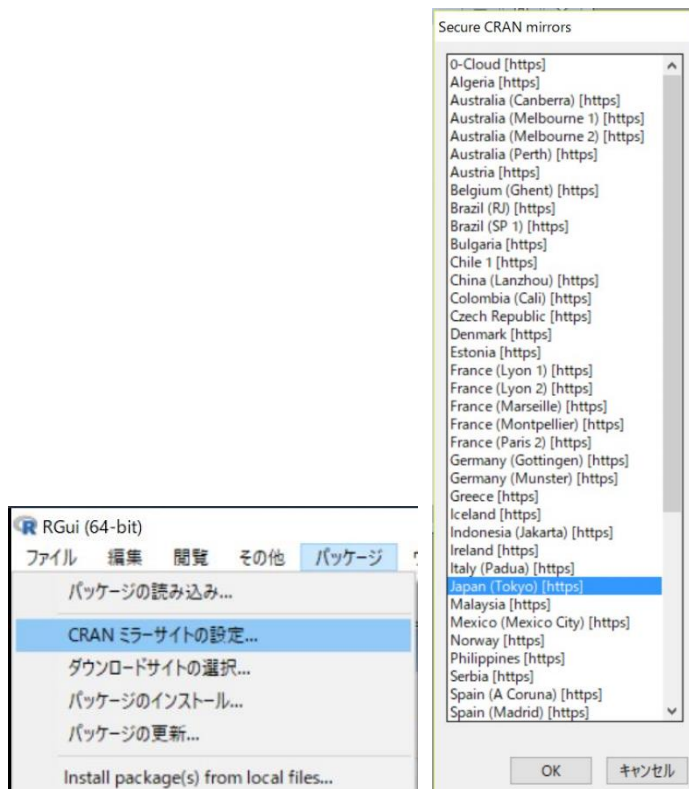 RGui (64-bit)
ファイル 編集 閲覧 その他 パッケージ
パッケージの読み込み...
CRAN ミラーサイトの設定...
ダウンロードサイトの選択...
パッケージのインストール...
パッケージの更新...
Install package(s) from local files...
Secure CRAN mirrors
0-Cloud [https]
Algeria [https]
Australia (Canberra) [https]
Australia (Melbourne 1) [https]
Australia (Melbourne 2) [https]
Australia (Perth) [https]
Austria [https]
Belgium (Ghent) [https]
Brazil (RJ) [https]
Brazil (SP 1) [https]
Bulgaria [https]
Chile 1 [https]
China (Lanzhou) [https]
Colombia (Cali) [https]
Czech Republic [https]
Denmark [https]
Estonia [https]
France (Lyon 1) [https]
France (Lyon 2) [https]
France (Marseille) [https]
France (Montpellier) [https]
France (Paris 2) [https]
Germany (Gottingen) [https]
Germany (Munster) [https]
Greece [https]
Iceland [https]
Indonesia (Jakarta) [https]
Ireland [https]
Italy (Padua) [https]
Japan (Tokyo) [https]
Malaysia [https]
Mexico (Mexico City) [https]
Norway [https]
Philippines [https]
Serbia [https]
Spain (A Coruna) [https]
Spain (Madrid) [https]
OK キャンセル